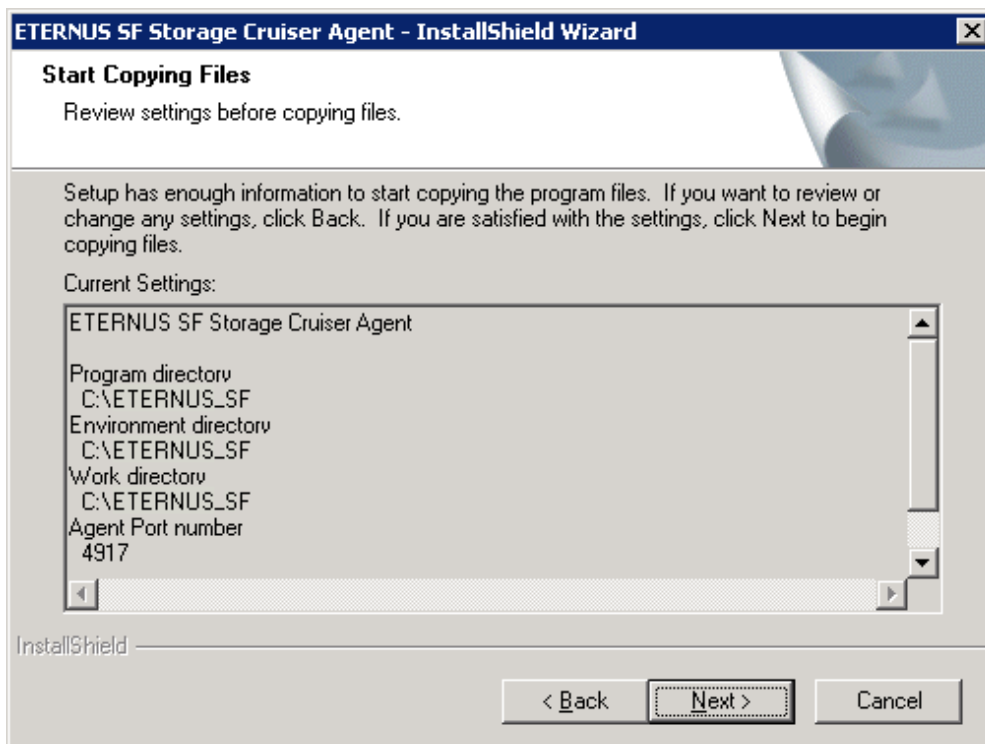 ETERNUS SF Storage Cruiser Agent - InstallShield Wizard
Start Copying Files
Review settings before copying files.
Setup has enough information to start copying the program files. If you want to review or
change any settings, click Back. If you are satisfied with the settings, click Next to begin
copying files.
Current Settings:
ETERNUS SF Storage Cruiser Agent
Program directory
C:\ETERNUS_SF
Environment directory
C:\ETERNUS_SF
Work directory
C:\ETERNUS_SF
Agent Port number
4917
InstallShield
< Back
Next >
Cancel